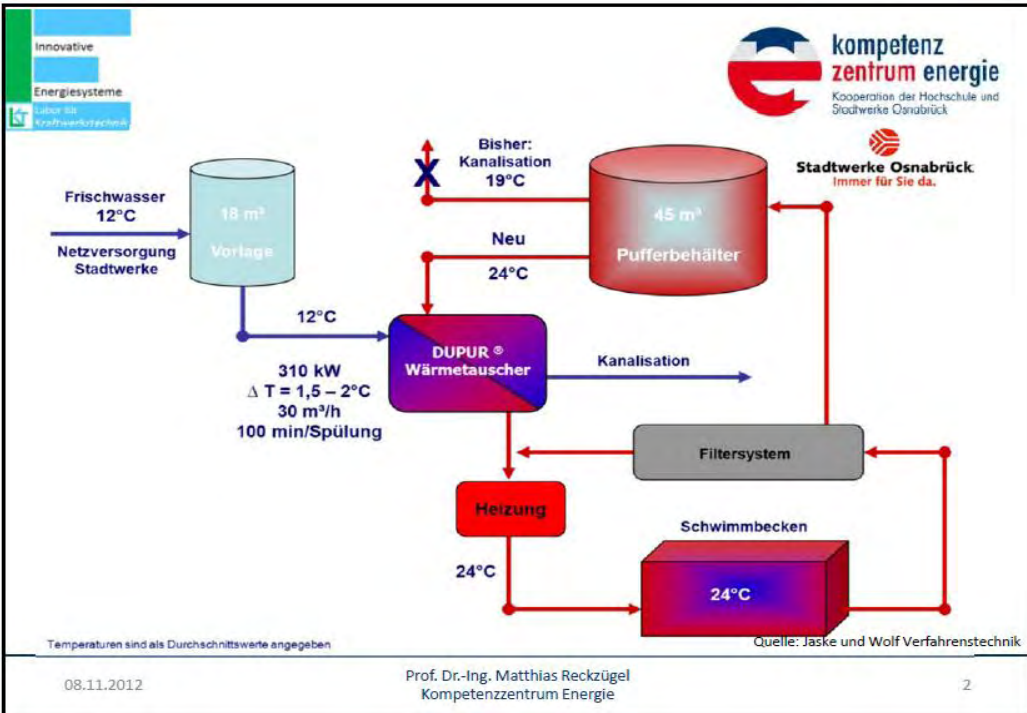 Innovative
Energiesysteme
Labor für
Kraftwerkstechnik
kompetenz
zentrum energie
Kooperation der Hochschule und
Stadtwerke Osnabrück
Stadtwerke Osnabrück
Immer für Sie da.
Bisher:
Kanalisation
19°C
X
Frischwasser
12°C
Netzversorgung
Stadtwerke
18 m³
Vorlage
45 m³
Pufferbehälter
Neu
24°C
12°C
DUPUR ®
Wärmetauscher
Kanalisation
310 kW
Δ T = 1,5 – 2°C
30 m³/h
100 min/Spülung
Filtersystem
Heizung
Schwimmbecken
24°C
24°C
Temperaturen sind als Durchschnittswerte angegeben
Quelle: Jaske und Wolf Verfahrenstechnik
08.11.2012
Prof. Dr.-Ing. Matthias Reckzügel
Kompetenzzentrum Energie
2